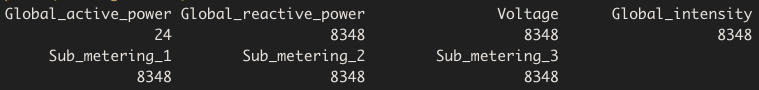 Global_active_power Global_reactive_power Voltage Global_intensity
24 8348 8348 8348
Sub_metering_1 Sub_metering_2 Sub_metering_3
8348 8348 8348